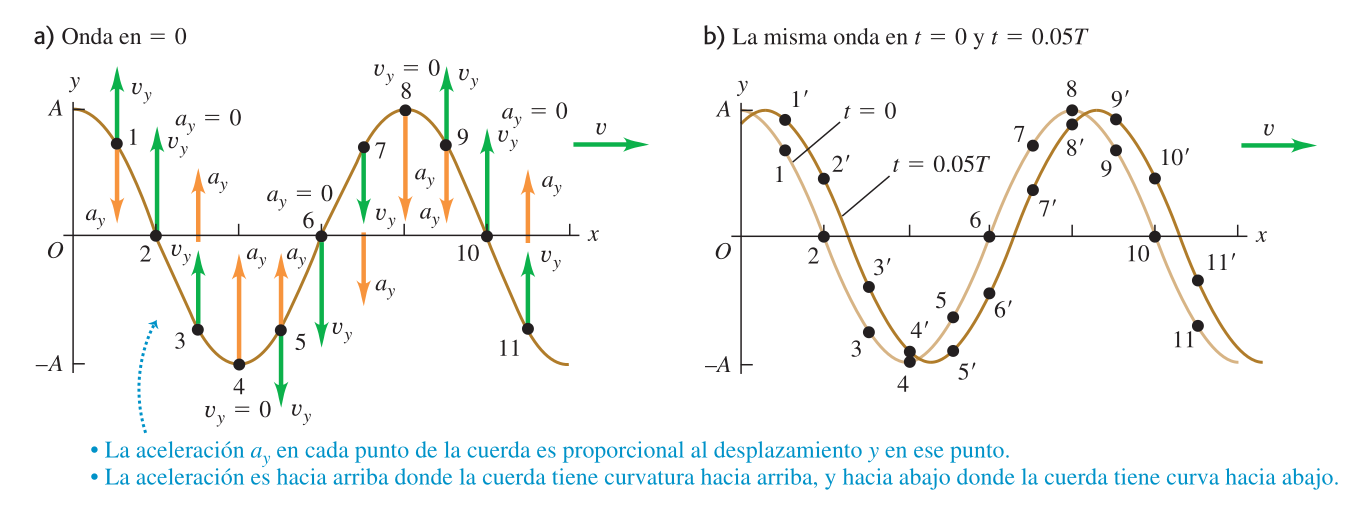 a) Onda en = 0
y
A
O
–A
x
v
1
v_y
a_y
a_y = 0
v_y
2
a_y
v_y
3
a_y
4
v_y = 0
a_y
5
v_y
a_y = 0
6
v_y
7
v_y
a_y
v_y = 0
8
a_y
v_y
9
a_y
a_y = 0
v_y
10
a_y
v_y
11
b) La misma onda en t = 0 y t = 0.05T
y
A
O
–A
x
v
t = 0
t = 0.05T
1′
1
2′
2
3′
3
4′
4
5
5′
6
6′
7
7′
8
8′
9′
9
10′
10
11′
11
• La aceleración a_y en cada punto de la cuerda es proporcional al desplazamiento y en ese punto.
• La aceleración es hacia arriba donde la cuerda tiene curvatura hacia arriba, y hacia abajo donde la cuerda tiene curva hacia abajo.